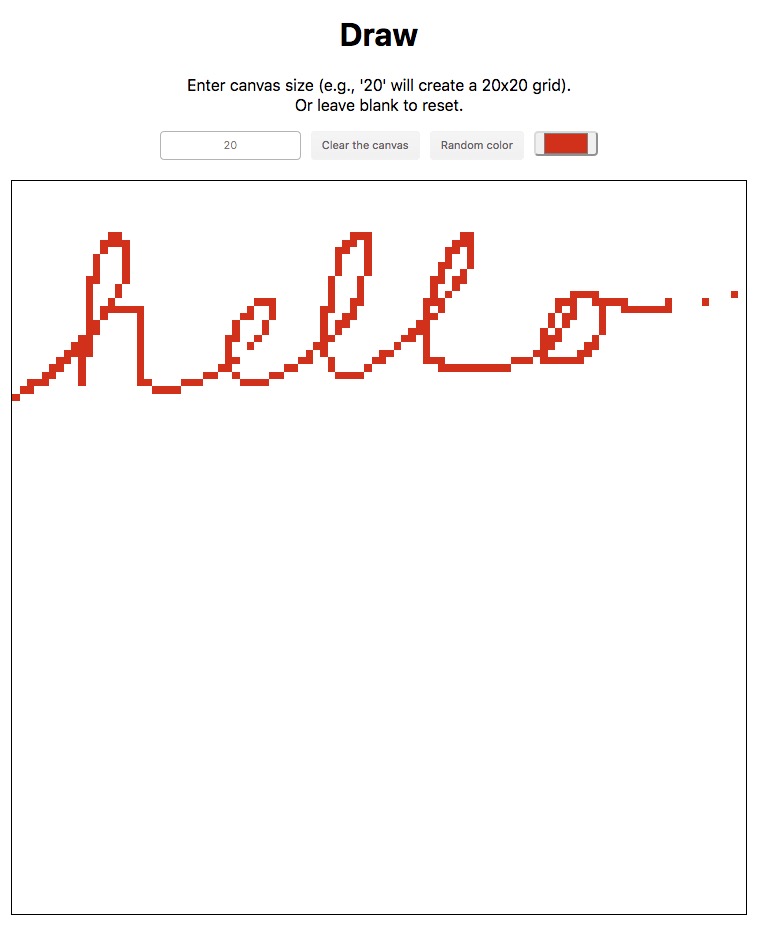 Draw
Enter canvas size (e.g., '20' will create a 20x20 grid).
Or leave blank to reset.
20 Clear the canvas Random color
hello